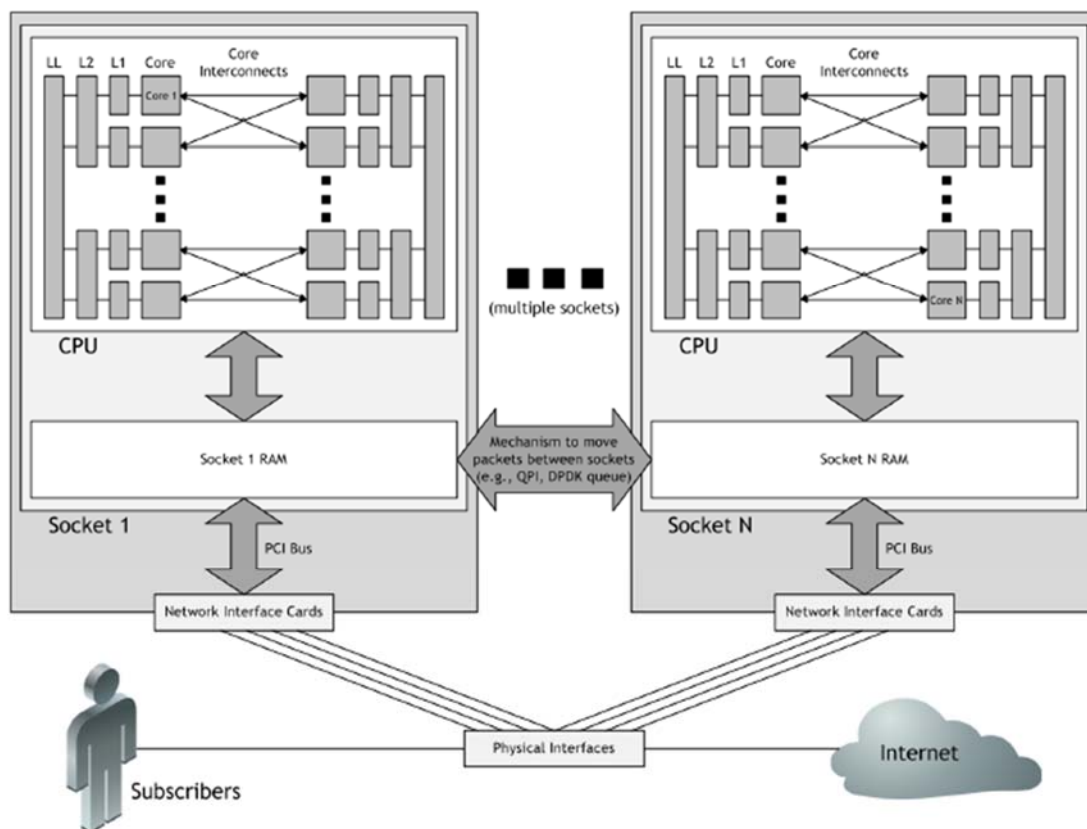 LL L2 L1 Core
Core
Interconnects
Core 1
CPU
Socket 1 RAM
Socket 1
PCI Bus
Network Interface Cards
(multiple sockets)
Mechanism to move
packets between sockets
(e.g., QPI, DPDK queue)
LL L2 L1 Core
Core
Interconnects
Core N
CPU
Socket N RAM
Socket N
PCI Bus
Network Interface Cards
Physical Interfaces
Subscribers
Internet